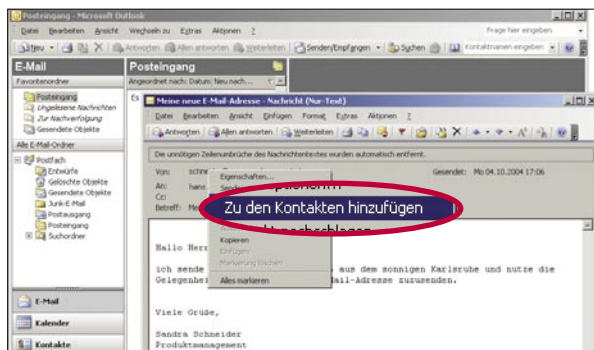 Posteingang - Microsoft Outlook
Datei Bearbeiten Ansicht Wechseln zu Extras Aktionen ?
Frage hier eingeben
Neu Antworten Allen antworten Weiterleiten Senden/Empfangen Suchen Kontaktnamen eingeben
E-Mail
Posteingang
Favoritenordner
Angeordnet nach: Datum Neu nach...
Posteingang
Ungelesene Nachrichten
Zur Nachverfolgung
Gesendete Objekte
Alle E-Mail-Ordner
Postfach
Entwürfe
Gelöschte Objekte
Gesendete Objekte
Junk-E-Mail
Postausgang
Posteingang
Suchordner
E-Mail
Kalender
Kontakte
Es
Meine neue E-Mail-Adresse - Nachricht (Nur-Text)
Datei Bearbeiten Ansicht Einfügen Format Extras Aktionen ?
Antworten Allen antworten Weiterleiten
Die unnötigen Zeilenumbrüche des Nachrichtentextes wurden automatisch entfernt.
Von: schne
Gesendet: Mo 04.10.2004 17:06
An: hans.
Cc:
Betreff: Me
Eigenschaften...
Zu den Kontakten hinzufügen
Kopieren
Einfügen
Markierung löschen
Alles markieren
Hallo Herr
ich sende aus dem sonnigen Karlsruhe und nutze die
Gelegenhe ail-Adresse zuzusenden.
Viele Grüße,
Sandra Schneider
Produktmanagement